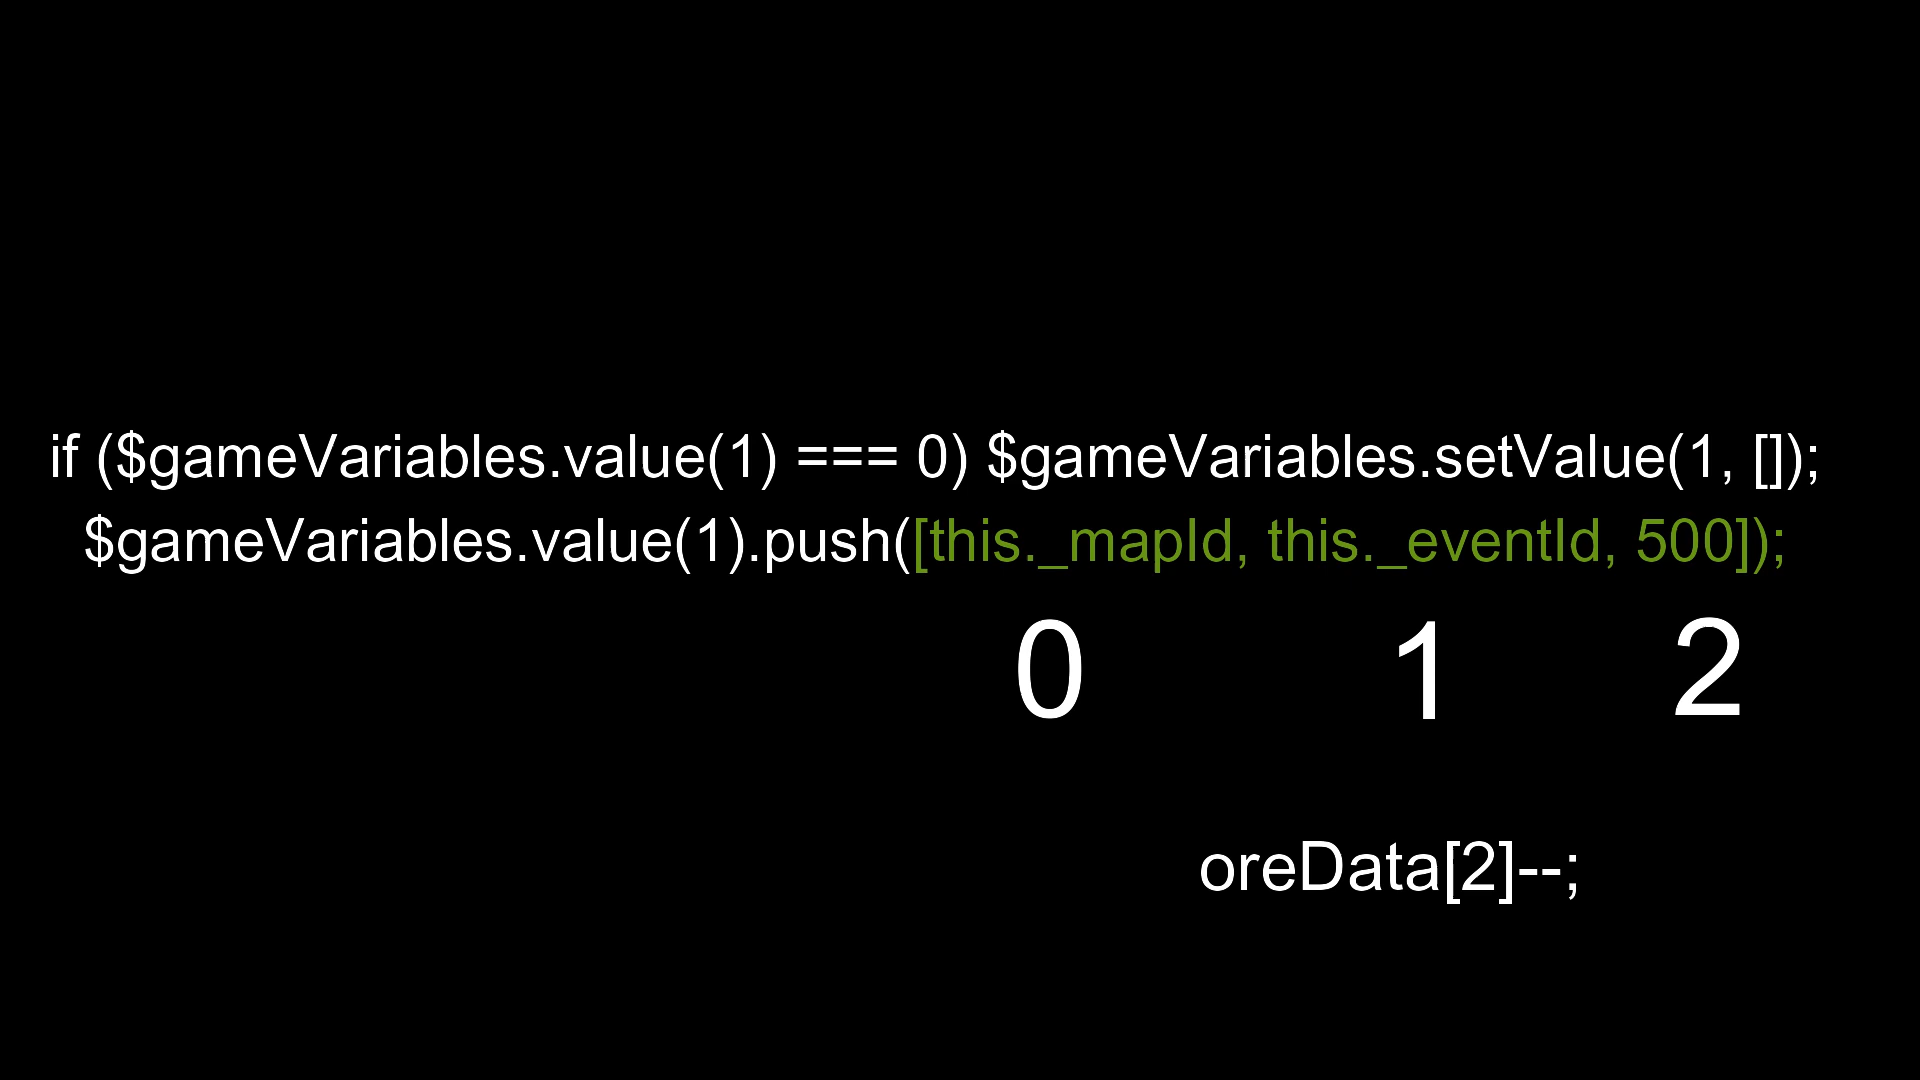 if ($gameVariables.value(1) === 0) $gameVariables.setValue(1, []);
$gameVariables.value(1).push([this._mapId, this._eventId, 500]);
0 1 2
oreData[2]--;